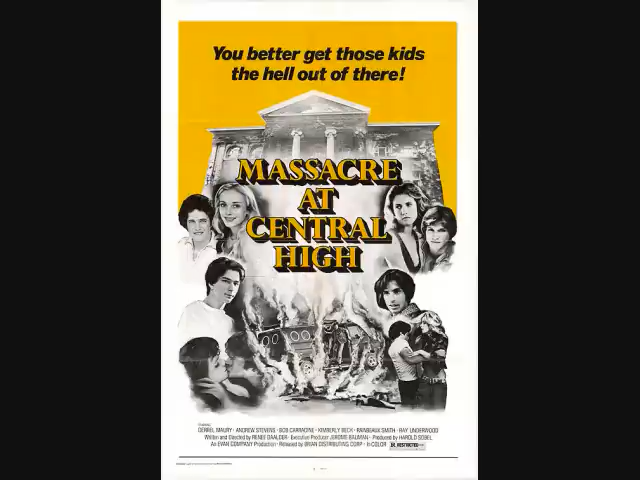 You better get those kids
the hell out of there!
MASSACRE
AT
CENTRAL
HIGH
DERREL MAURY · ANDREW STEVENS · BOB CARRADINE · KIMBERLY BECK · RAINBEAUX SMITH · RAY UNDERWOOD
Written and Directed by RENEE DAALDER · Executive Producer JEROME BAUMAN · Produced by HAROLD SOBEL
An EVAN COMPANY Production · Released by BRIAN DISTRIBUTING CORP · In COLOR R RESTRICTED